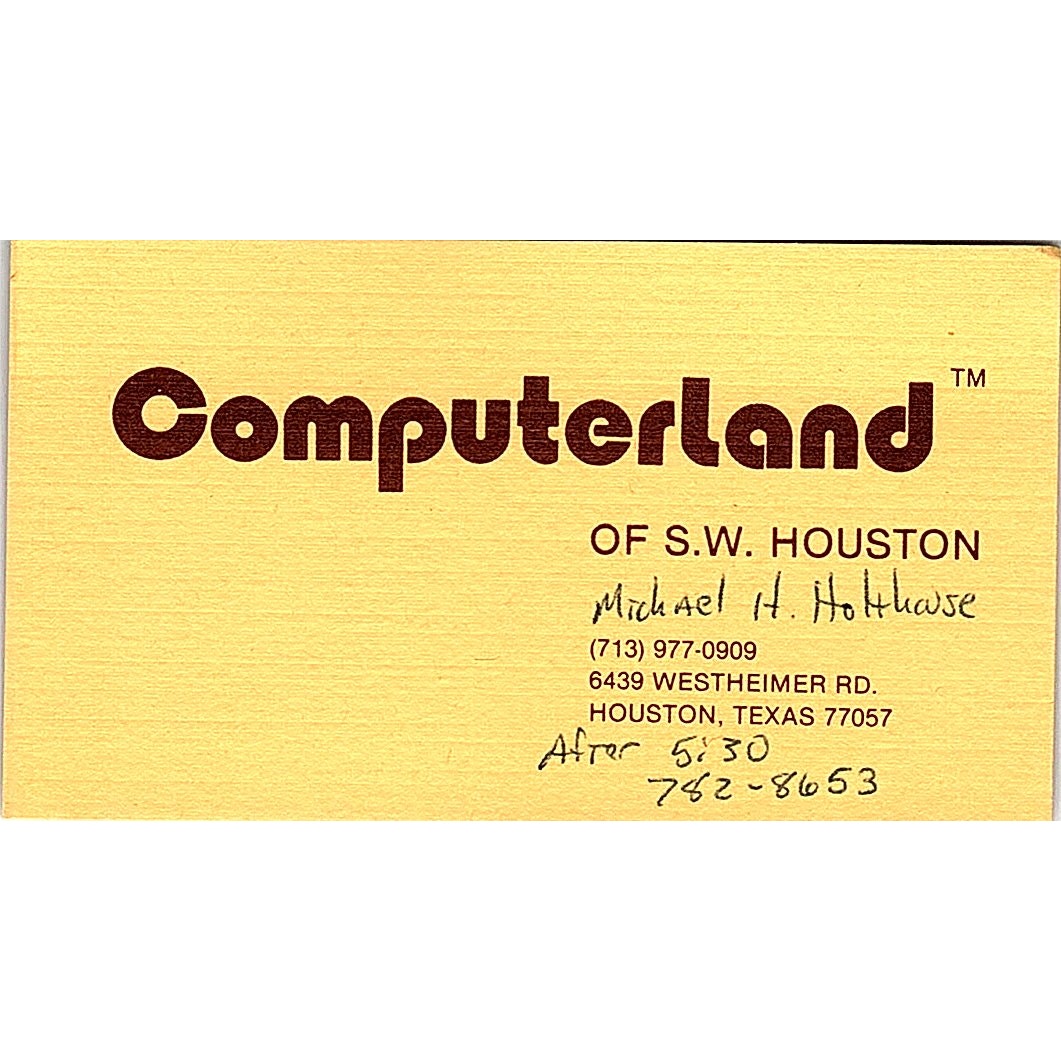 Computerland™
OF S.W. HOUSTON
Michael H. Holthouse
(713) 977-0909
6439 WESTHEIMER RD.
HOUSTON, TEXAS 77057
After 5:30
782-8653